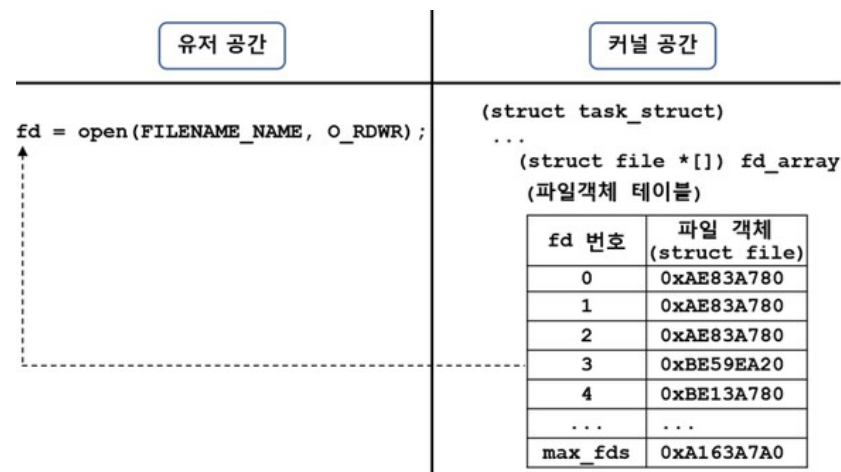 유저 공간
커널 공간
fd = open(FILENAME_NAME, O_RDWR);
(struct task_struct)
...
(struct file *[]) fd_array
(파일객체 테이블)
fd 번호 파일 객체
(struct file)
0 0xAE83A780
1 0xAE83A780
2 0xAE83A780
3 0xBE59EA20
4 0xBE13A780
... ...
max_fds 0xA163A7A0